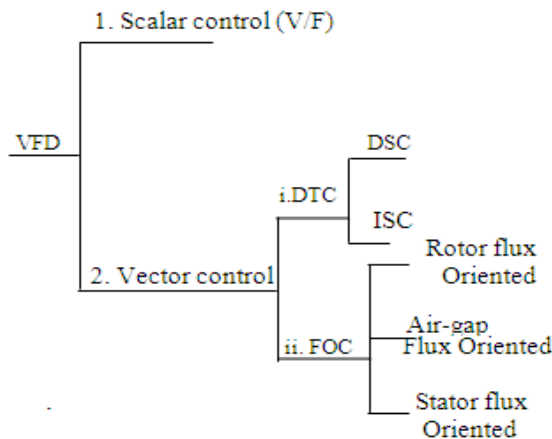 1. Scalar control (V/F)
VFD
DSC
i.DTC
ISC
2. Vector control
Rotor flux
Oriented
Air-gap
Flux Oriented
ii. FOC
Stator flux
Oriented